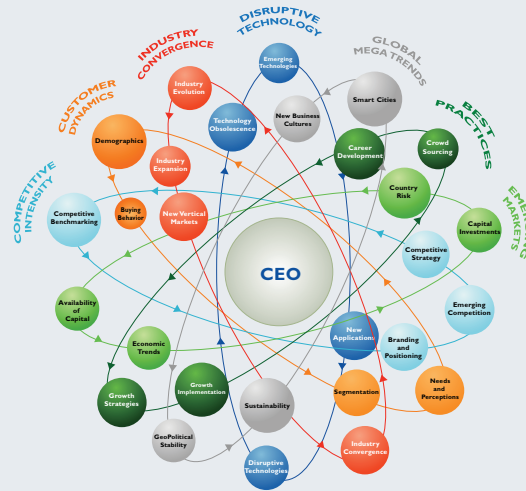 DISRUPTIVE
TECHNOLOGY
INDUSTRY
CONVERGENCE
GLOBAL
MEGATRENDS
CUSTOMER
DYNAMICS
BEST
PRACTICES
COMPETITIVE
INTENSITY
MARKETS
Emerging
Technologies
Industry
Evolution
Smart Cities
Technology
Obsolescence
New Business
Cultures
Demographics
Career
Development
Crowd
Sourcing
Industry
Expansion
Country
Risk
Competitive
Benchmarking
Buying
Behavior
New Vertical
Markets
Capital
Investments
Competitive
Strategy
CEO
Availability
of
Capital
Emerging
Competition
Economic
Trends
New
Applications
Branding
and
Positioning
Growth
Strategies
Growth
Implementation
Sustainability
Segmentation
Needs
and
Perceptions
GeoPolitical
Stability
Industry
Convergence
Disruptive
Technologies